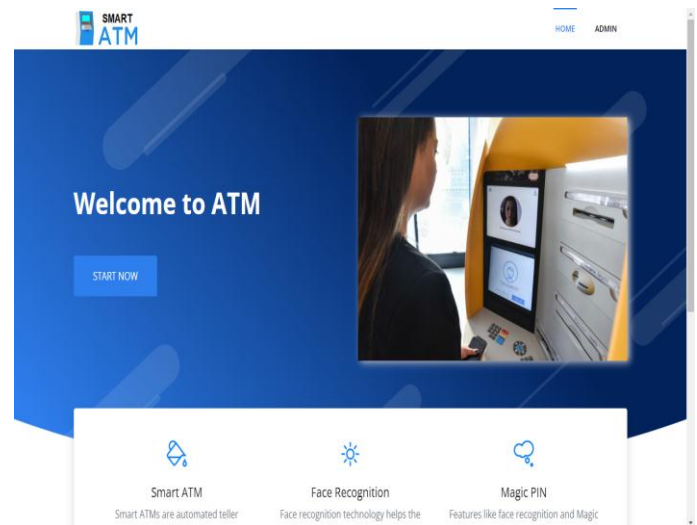 SMART
ATM
HOME ADMIN
Welcome to ATM
START NOW
Smart ATM
Smart ATMs are automated teller
Face Recognition
Face recognition technology helps the
Magic PIN
Features like face recognition and Magic